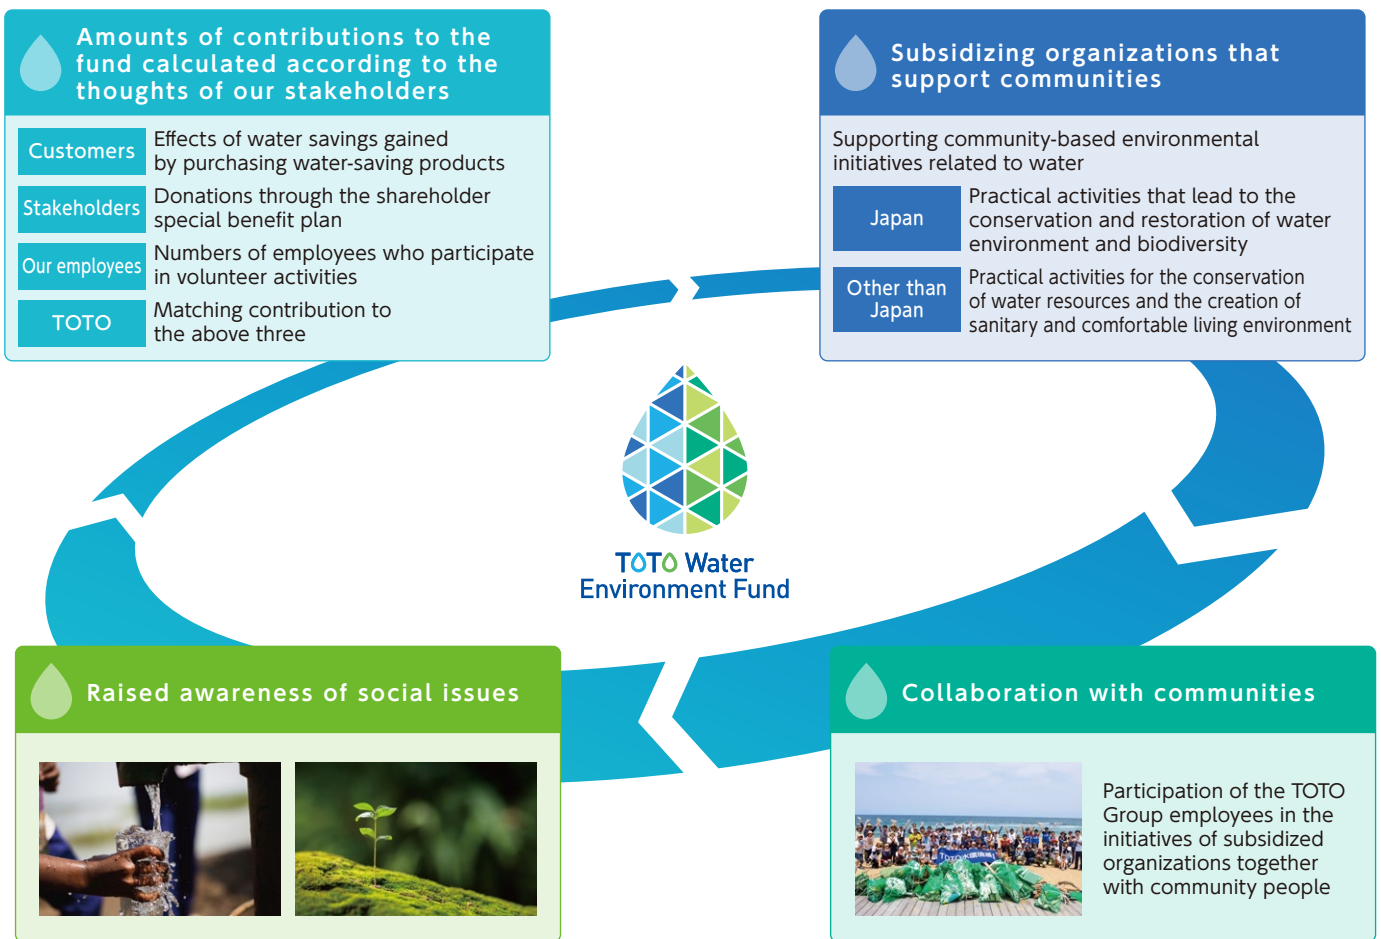 Amounts of contributions to the
fund calculated according to the
thoughts of our stakeholders
Customers
Effects of water savings gained
by purchasing water-saving products
Stakeholders
Donations through the shareholder
special benefit plan
Our employees
Numbers of employees who participate
in volunteer activities
TOTO
Matching contribution to
the above three
Subsidizing organizations that
support communities
Supporting community-based environmental
initiatives related to water
Japan
Practical activities that lead to the
conservation and restoration of water
environment and biodiversity
Other than
Japan
Practical activities for the conservation
of water resources and the creation of
sanitary and comfortable living environment
TOTO Water
Environment Fund
Raised awareness of social issues
Collaboration with communities
Participation of the TOTO
Group employees in the
initiatives of subsidized
organizations together
with community people